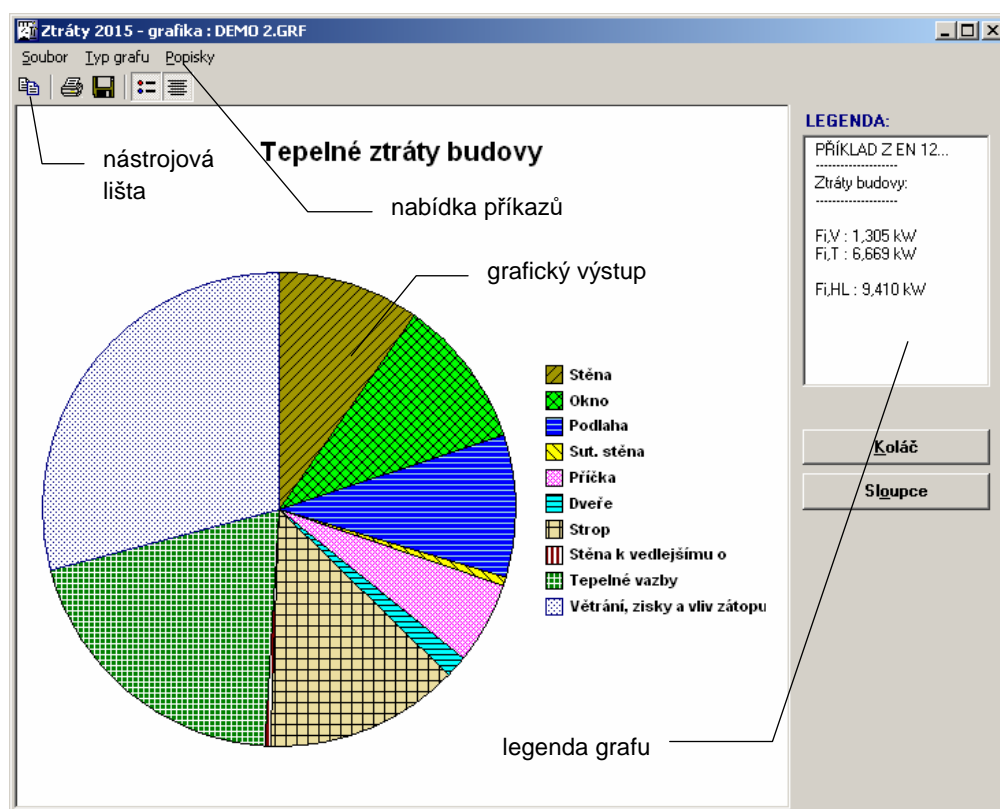 Ztráty 2015 - grafika : DEMO 2.GRF
Soubor Typ grafu Popisky
Tepelné ztráty budovy
nástrojová
lišta
nabídka příkazů
grafický výstup
Stěna
Okno
Podlaha
Sut. stěna
Příčka
Dveře
Strop
Stěna k vedlejšímu o
Tepelné vazby
Větrání, zisky a vliv zátopu
legenda grafu
LEGENDA:
PŘÍKLAD Z EN 12...
--------------------
Ztráty budovy:
--------------------
Fi,V : 1,305 kW
Fi,T : 6,669 kW
Fi,HL : 9,410 kW
Koláč
Sloupce